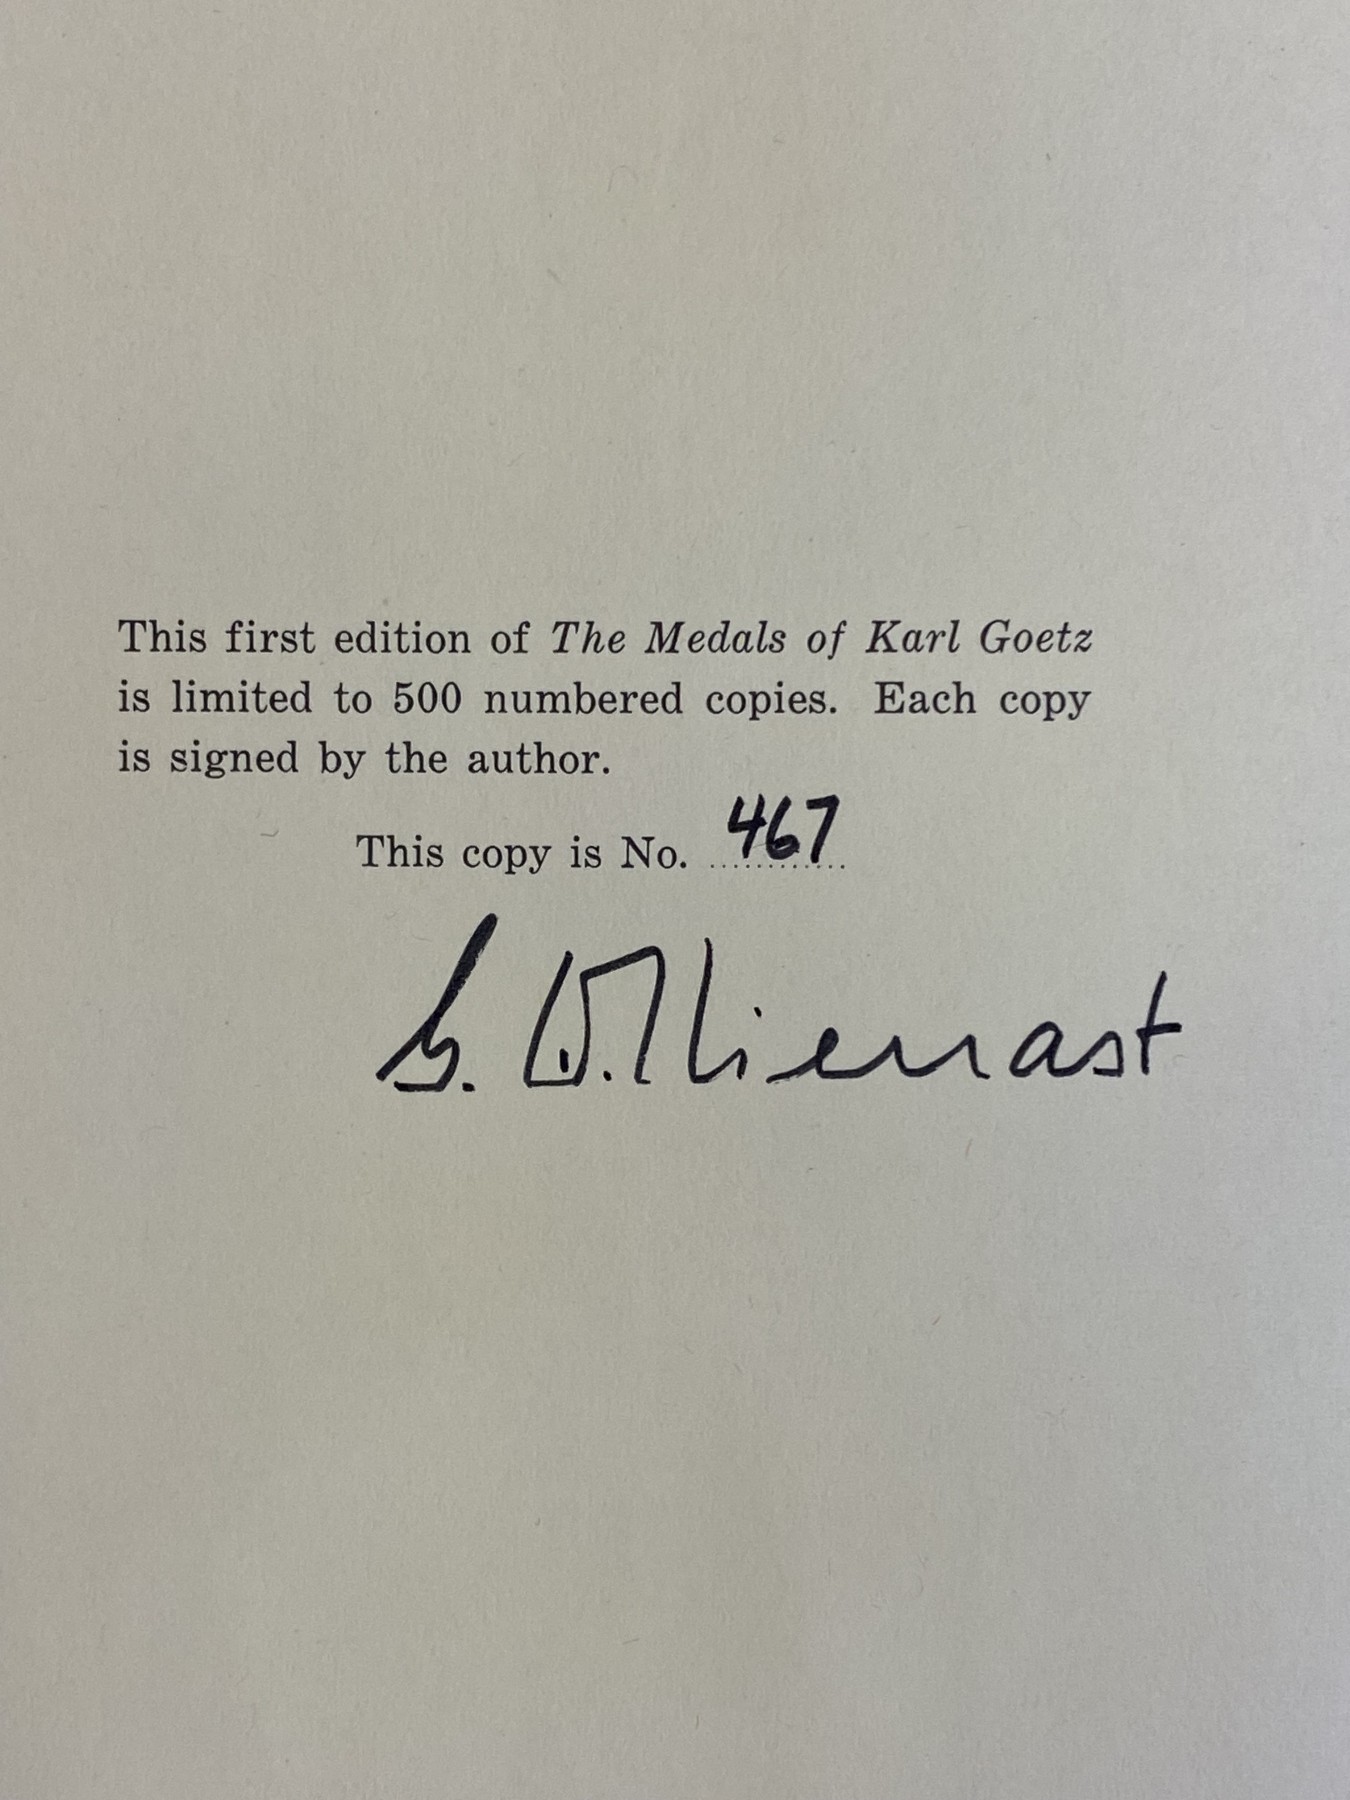 This first edition of The Medals of Karl Goetz
is limited to 500 numbered copies. Each copy
is signed by the author.
This copy is No. 467
G. W. Kienast